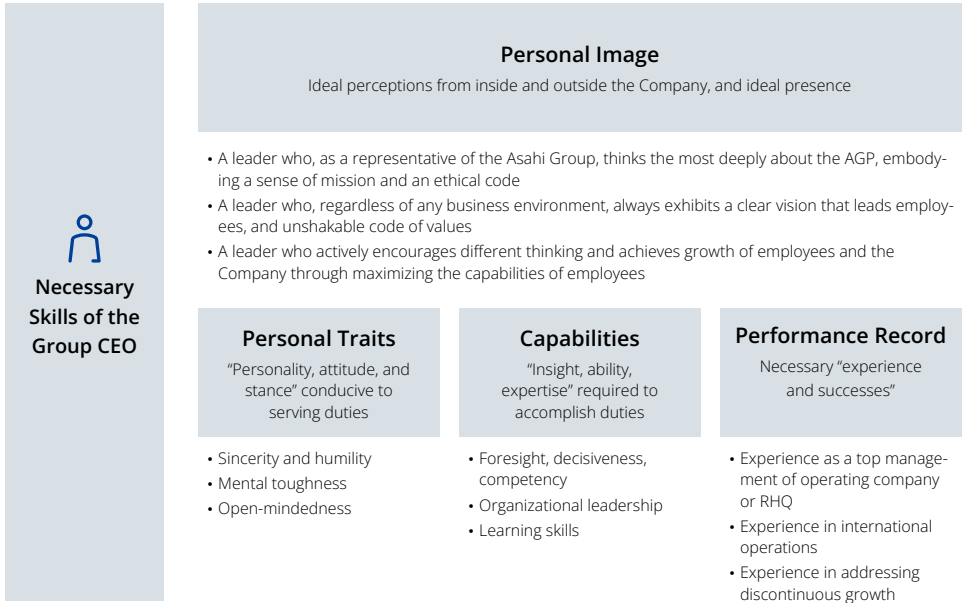 Necessary
Skills of the
Group CEO
Personal Image
Ideal perceptions from inside and outside the Company, and ideal presence
• A leader who, as a representative of the Asahi Group, thinks the most deeply about the AGP, embody-
ing a sense of mission and an ethical code
• A leader who, regardless of any business environment, always exhibits a clear vision that leads employ-
ees, and unshakable code of values
• A leader who actively encourages different thinking and achieves growth of employees and the
Company through maximizing the capabilities of employees
Personal Traits
“Personality, attitude, and
stance” conducive to
serving duties
• Sincerity and humility
• Mental toughness
• Open-mindedness
Capabilities
“Insight, ability,
expertise” required to
accomplish duties
• Foresight, decisiveness,
competency
• Organizational leadership
• Learning skills
Performance Record
Necessary “experience
and successes”
• Experience as a top manage-
ment of operating company
or RHQ
• Experience in international
operations
• Experience in addressing
discontinuous growth